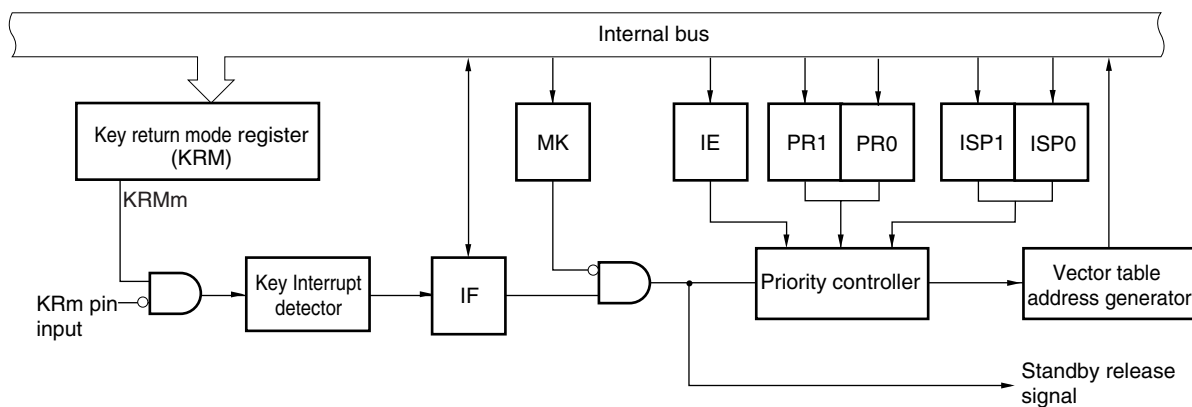 Internal bus
Key return mode register
(KRM)
MK
IE
PR1
PR0
ISP1
ISP0
KRMm
KRm pin
input
Key Interrupt
detector
IF
Priority controller
Vector table
address generator
Standby release
signal